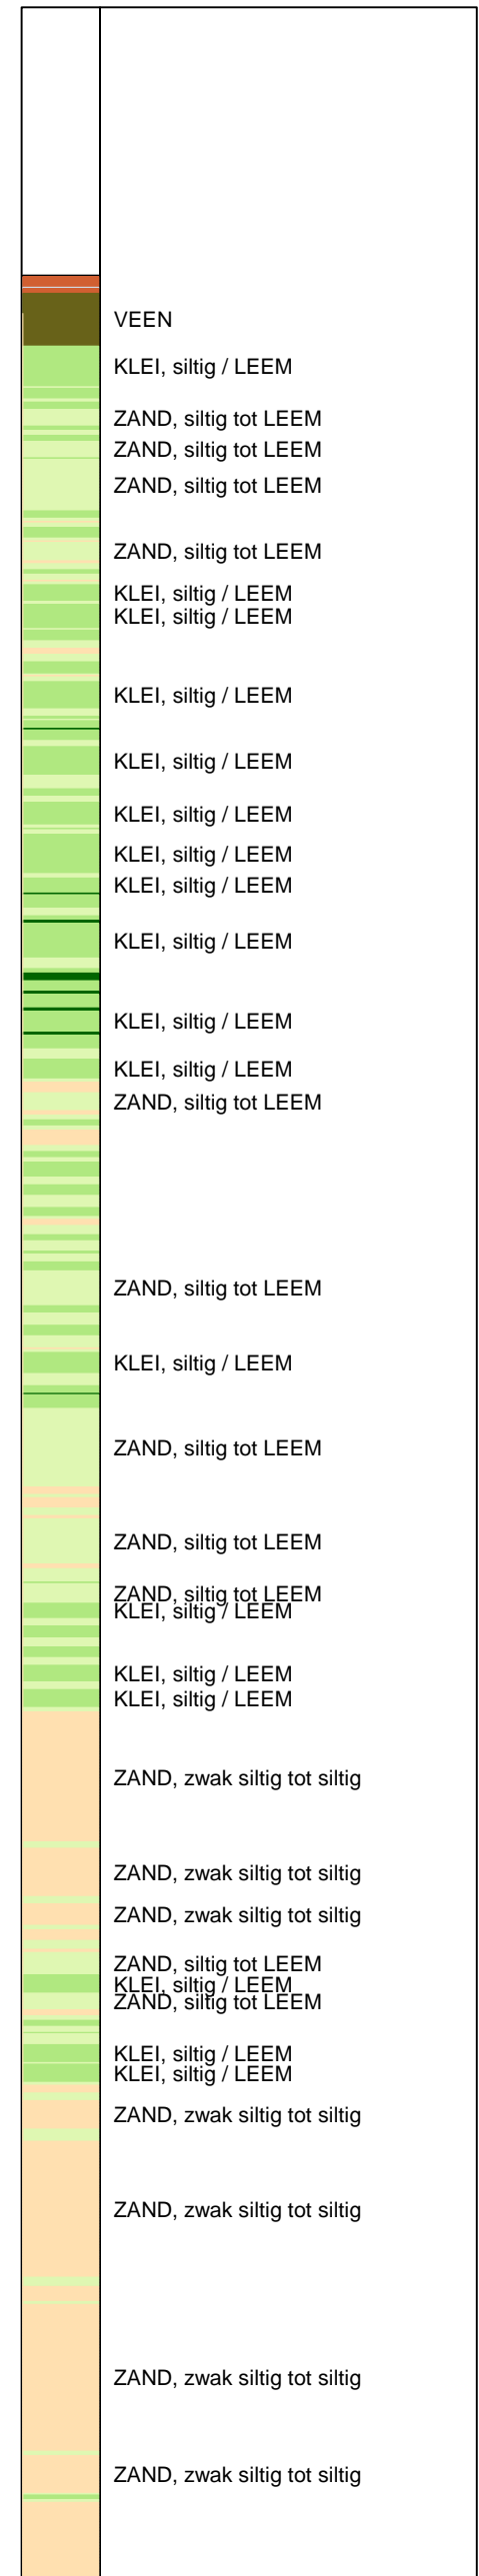 VEEN
KLEI, siltig / LEEM
ZAND, siltig tot LEEM
ZAND, siltig tot LEEM
ZAND, siltig tot LEEM
ZAND, siltig tot LEEM
KLEI, siltig / LEEM
KLEI, siltig / LEEM
KLEI, siltig / LEEM
KLEI, siltig / LEEM
KLEI, siltig / LEEM
KLEI, siltig / LEEM
KLEI, siltig / LEEM
KLEI, siltig / LEEM
KLEI, siltig / LEEM
KLEI, siltig / LEEM
ZAND, siltig tot LEEM
ZAND, siltig tot LEEM
KLEI, siltig / LEEM
ZAND, siltig tot LEEM
ZAND, siltig tot LEEM
ZAND, siltig tot LEEM
KLEI, siltig / LEEM
KLEI, siltig / LEEM
KLEI, siltig / LEEM
ZAND, zwak siltig tot siltig
ZAND, zwak siltig tot siltig
ZAND, zwak siltig tot siltig
ZAND, siltig tot LEEM
KLEI, siltig / LEEM
ZAND, siltig tot LEEM
KLEI, siltig / LEEM
KLEI, siltig / LEEM
ZAND, zwak siltig tot siltig
ZAND, zwak siltig tot siltig
ZAND, zwak siltig tot siltig
ZAND, zwak siltig tot siltig